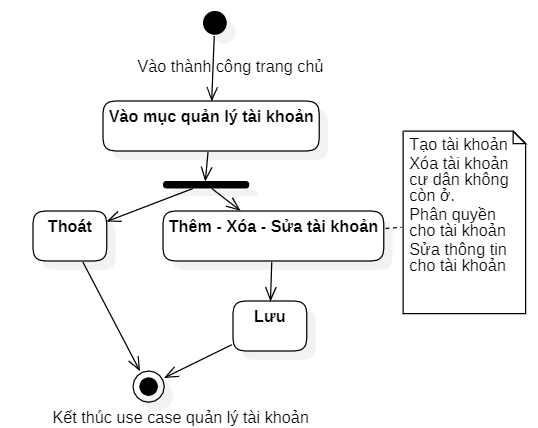 Vào thành công trang chủ
Vào mục quản lý tài khoản
Thoát
Thêm - Xóa - Sửa tài khoản
Tạo tài khoản
Xóa tài khoản
cư dân không
còn ở.
Phân quyền
cho tài khoản
Sửa thông tin
cho tài khoản
Lưu
Kết thúc use case quản lý tài khoản